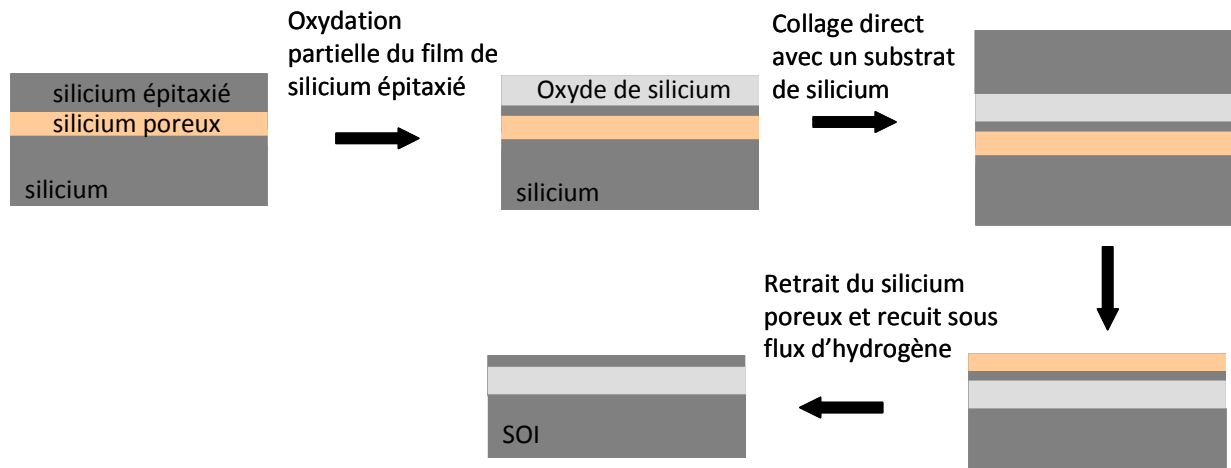 Oxydation
partielle du film de
silicium épitaxié
Collage direct
avec un substrat
de silicium
silicium épitaxié
silicium poreux
silicium
Oxyde de silicium
silicium
Retrait du silicium
poreux et recuit sous
flux d'hydrogène
SOI